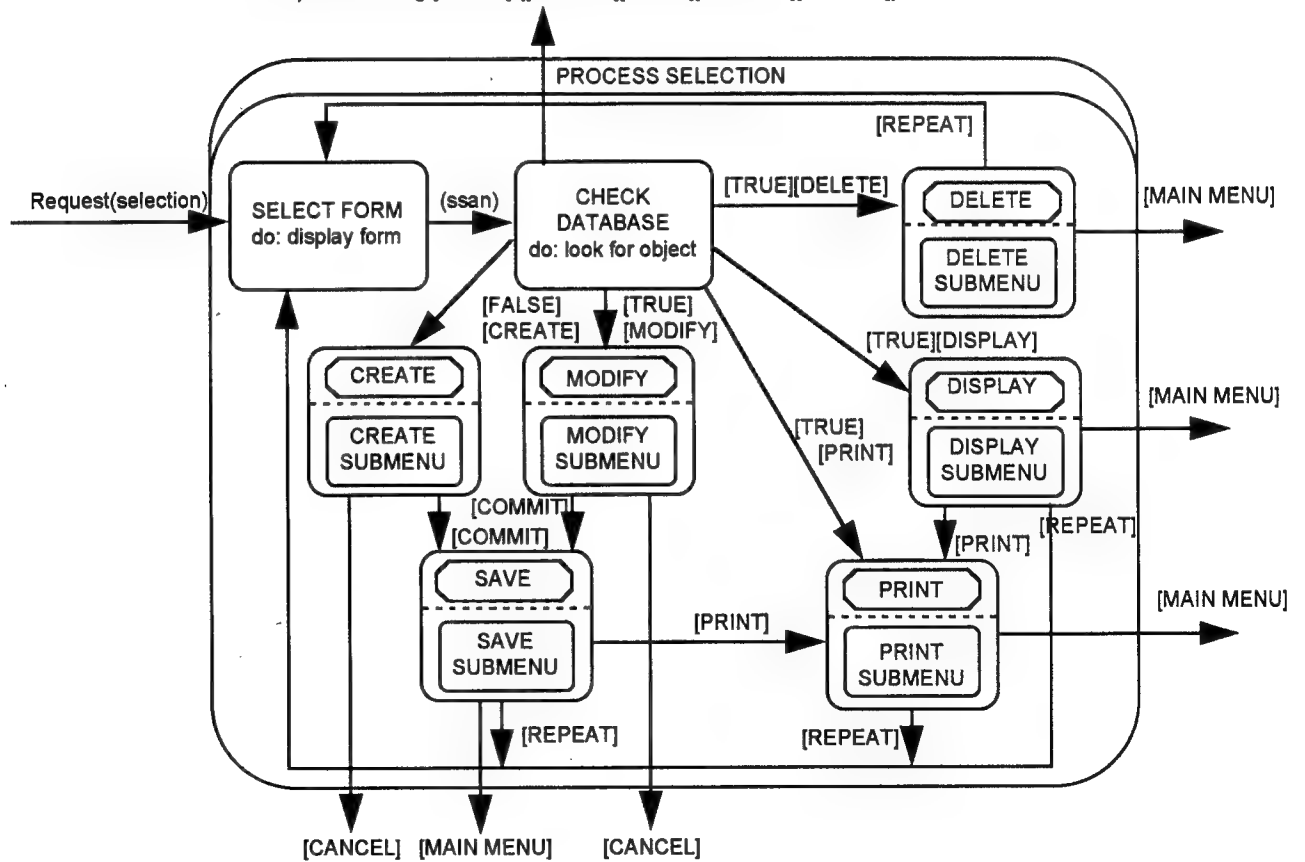 PROCESS SELECTION
[REPEAT]
Request(selection)
SELECT FORM
do: display form
(ssan)
CHECK
DATABASE
do: look for object
[TRUE][DELETE]
DELETE
DELETE
SUBMENU
[MAIN MENU]
[FALSE]
[CREATE]
[TRUE]
[MODIFY]
[TRUE][DISPLAY]
CREATE
CREATE
SUBMENU
MODIFY
MODIFY
SUBMENU
[TRUE]
[PRINT]
DISPLAY
DISPLAY
SUBMENU
[MAIN MENU]
[COMMIT]
[COMMIT]
[PRINT]
[REPEAT]
SAVE
SAVE
SUBMENU
[PRINT]
PRINT
PRINT
SUBMENU
[MAIN MENU]
[REPEAT]
[REPEAT]
[CANCEL]
[MAIN MENU]
[CANCEL]